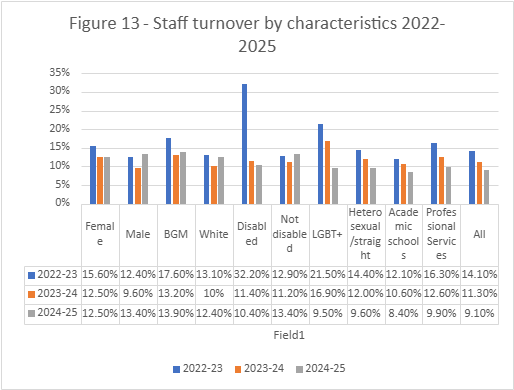 Figure 13 - Staff turnover by characteristics 2022-
2025
35%
30%
25%
20%
15%
10%
5%
0%
Femal
e
Male
BGM
White
Disabl
ed
Not
disable
d
LGBT+
Hetero
sexual
/straig
ht
Acade
mic
school
s
Profes
sional
Servic
es
All
2022-23 15.60% 12.40% 17.60% 13.10% 32.20% 12.90% 21.50% 14.40% 12.10% 16.30% 14.10%
2023-24 12.50% 9.60% 13.20% 10% 11.40% 11.20% 16.90% 12.00% 10.60% 12.60% 11.30%
2024-25 12.50% 13.40% 13.90% 12.40% 10.40% 13.40% 9.50% 9.60% 8.40% 9.90% 9.10%
Field1
2022-23 2023-24 2024-25